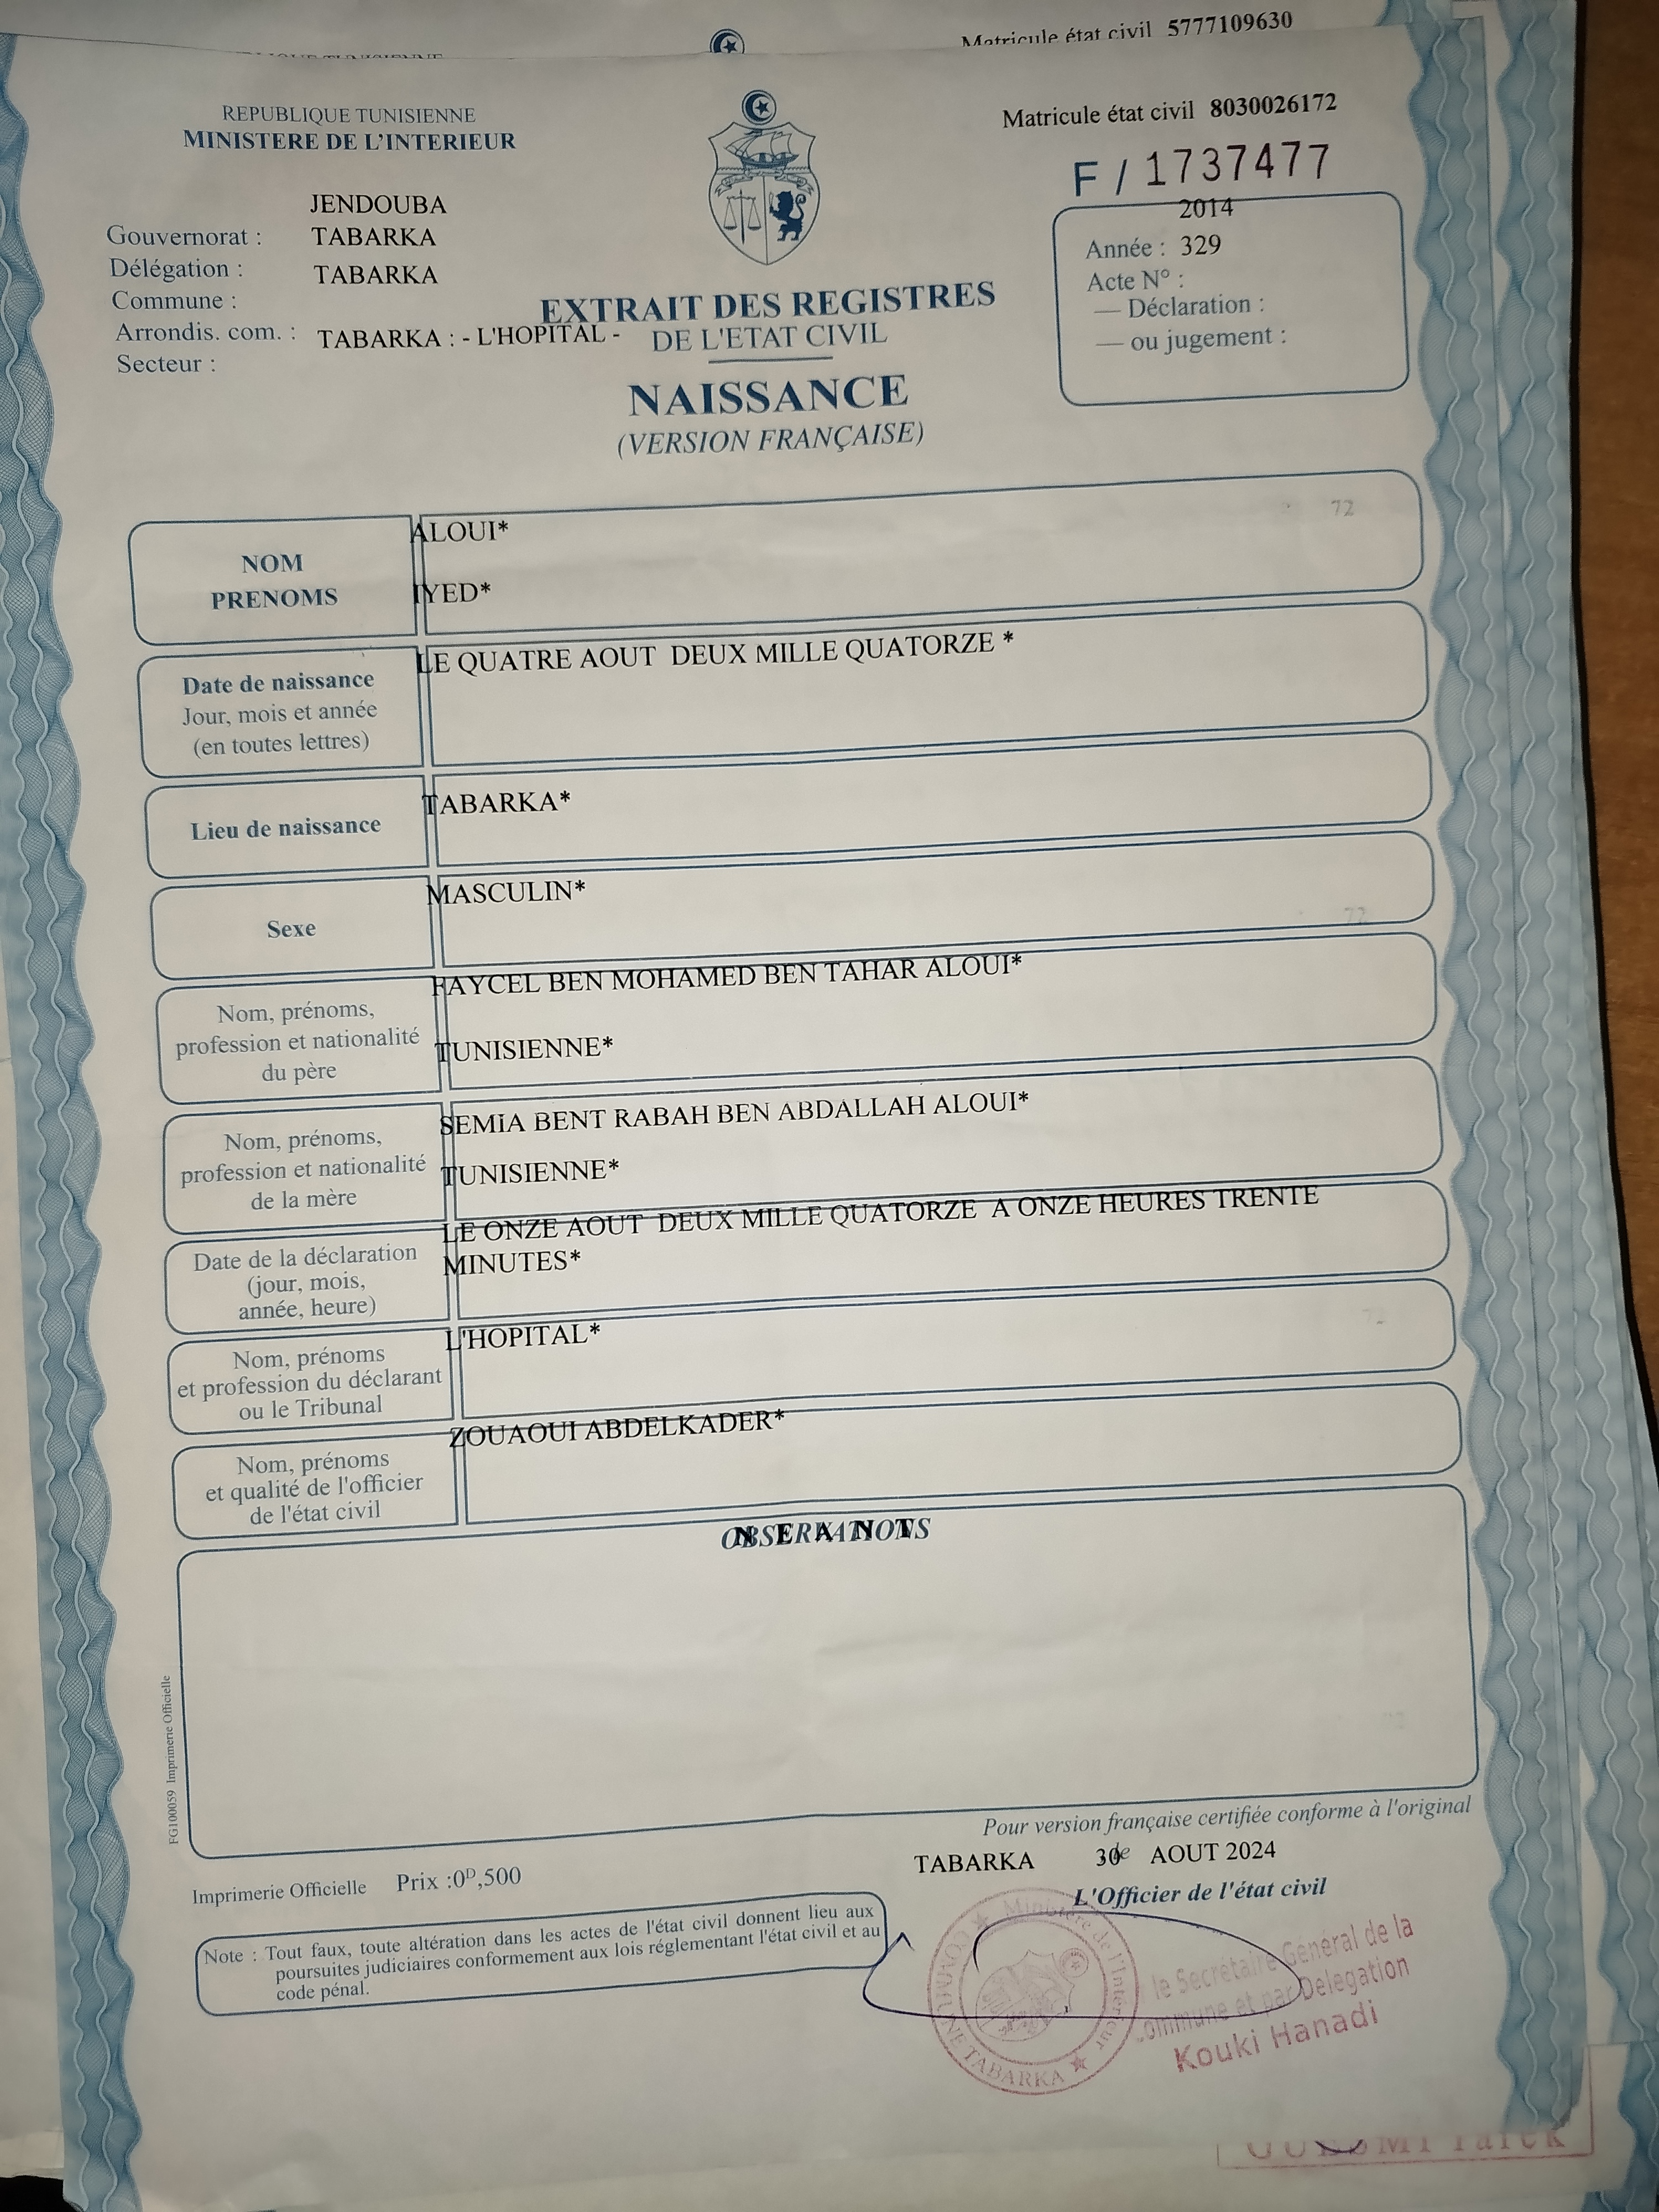 Matricule état civil 5777109630
REPUBLIQUE TUNISIENNE
MINISTERE DE L'INTERIEUR
Matricule état civil 8030026172
F / 1737477
JENDOUBA
Gouvernorat : TABARKA
Délégation : TABARKA
Commune :
Arrondis. com. : TABARKA : - L'HOPITAL -
Secteur :
2014
Année : 329
Acte N° :
— Déclaration :
— ou jugement :
EXTRAIT DES REGISTRES
DE L'ETAT CIVIL
NAISSANCE
(VERSION FRANÇAISE)
72
NOM
PRENOMS
ALOUI*
IYED*
Date de naissance
Jour, mois et année
(en toutes lettres)
LE QUATRE AOUT DEUX MILLE QUATORZE *
Lieu de naissance
TABARKA*
Sexe
MASCULIN*
72
Nom, prénoms,
profession et nationalité
du père
FAYCEL BEN MOHAMED BEN TAHAR ALOUI*
TUNISIENNE*
Nom, prénoms,
profession et nationalité
de la mère
SEMIA BENT RABAH BEN ABDALLAH ALOUI*
TUNISIENNE*
Date de la déclaration
(jour, mois,
année, heure)
LE ONZE AOUT DEUX MILLE QUATORZE A ONZE HEURES TRENTE
MINUTES*
Nom, prénoms
et profession du déclarant
ou le Tribunal
L'HOPITAL*
72
Nom, prénoms
et qualité de l'officier
de l'état civil
ZOUAOUI ABDELKADER*
OBSERVATIONS
N E A N T
FG100059 Imprimerie Officielle
Pour version française certifiée conforme à l'original
TABARKA 30 le AOUT 2024
L'Officier de l'état civil
Imprimerie Officielle Prix :0D,500
Note : Tout faux, toute altération dans les actes de l'état civil donnent lieu aux
poursuites judiciaires conformement aux lois réglementant l'état civil et au
code pénal.
Ministère de l'Intérieur
COMMUNE TABARKA
le Secrétaire Général de la
Commune et par Delegation
Kouki Hanadi